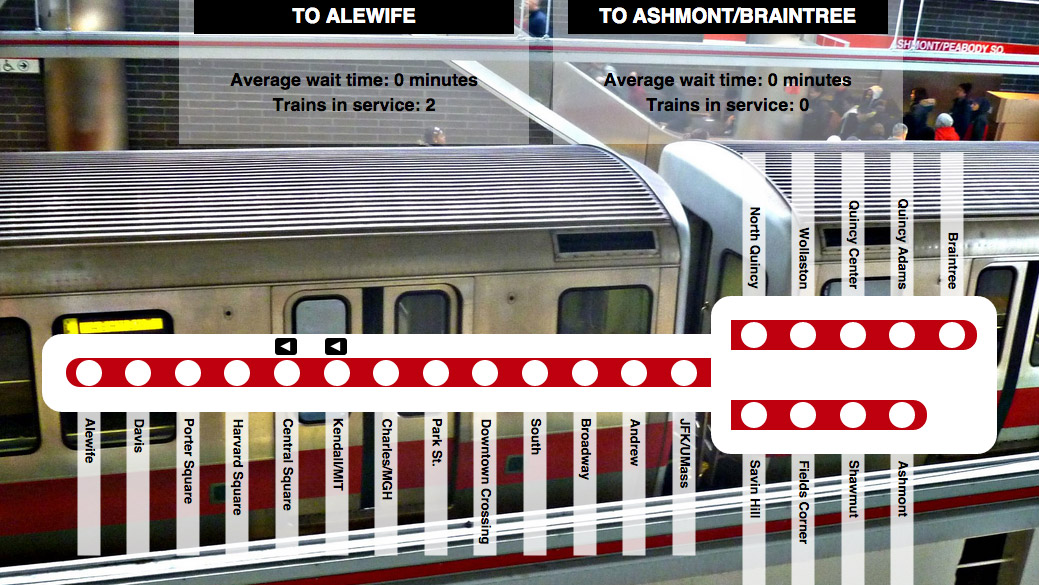 TO ALEWIFE
TO ASHMONT/BRAINTREE
ASHMONT/PEABODY SQ.
Average wait time: 0 minutes
Trains in service: 2
Average wait time: 0 minutes
Trains in service: 0
North Quincy
Wollaston
Quincy Center
Quincy Adams
Braintree
Alewife
Davis
Porter Square
Harvard Square
Central Square
Kendall/MIT
Charles/MGH
Park St.
Downtown Crossing
South
Broadway
Andrew
JFK/UMass
Savin Hill
Fields Corner
Shawmut
Ashmont